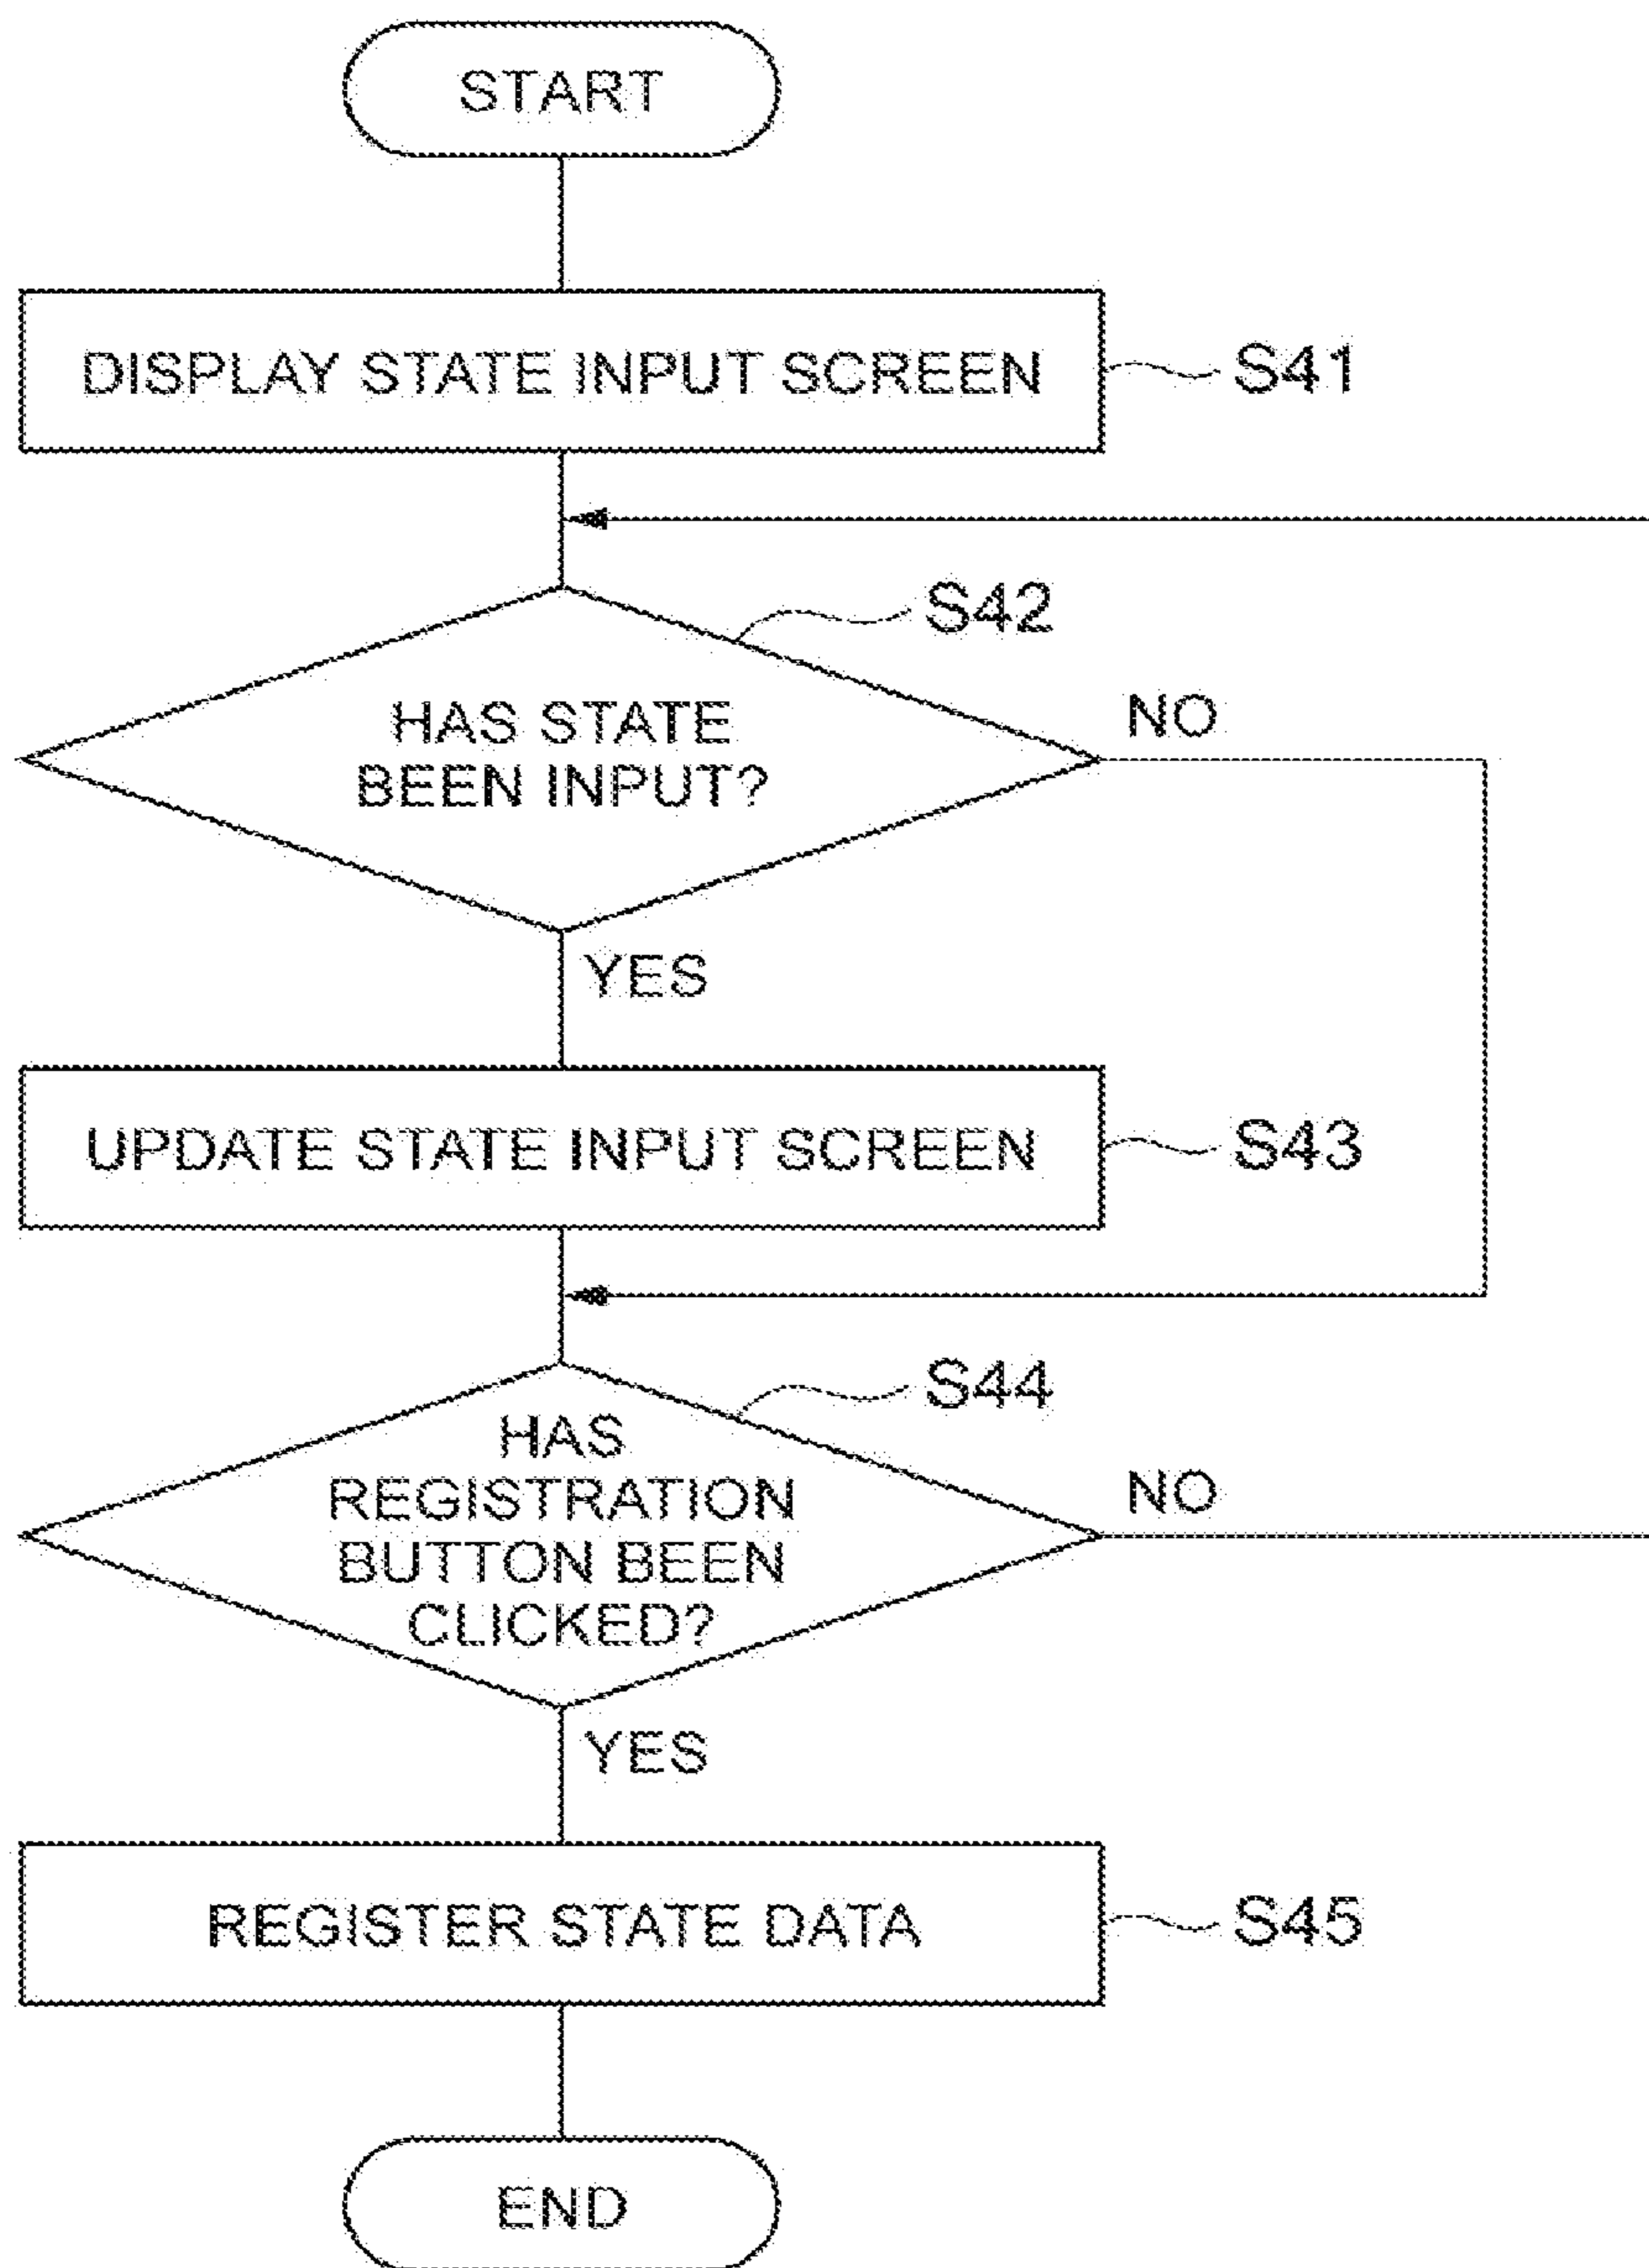 START
DISPLAY STATE INPUT SCREEN
S41
S42
HAS STATE
BEEN INPUT?
NO
YES
UPDATE STATE INPUT SCREEN
S43
S44
HAS
REGISTRATION
BUTTON BEEN
CLICKED?
NO
YES
REGISTER STATE DATA
S45
END